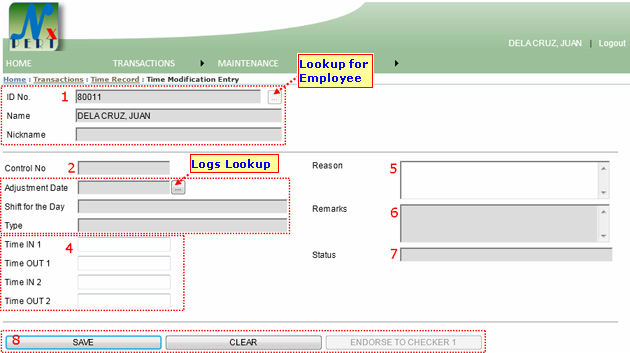 Nx
PERT
DELA CRUZ, JUAN | Logout
HOME TRANSACTIONS MAINTENANCE
Lookup for
Employee
Home : Transactions : Time Record : Time Modification Entry
ID No. 1 80011 ...
Name DELA CRUZ, JUAN
Nickname
Control No 2
Logs Lookup
Adjustment Date ...
Shift for the Day
Type
Time IN 1
4
Time OUT 1
Time IN 2
Time OUT 2
Reason 5
Remarks 6
Status 7
8 SAVE CLEAR ENDORSE TO CHECKER 1